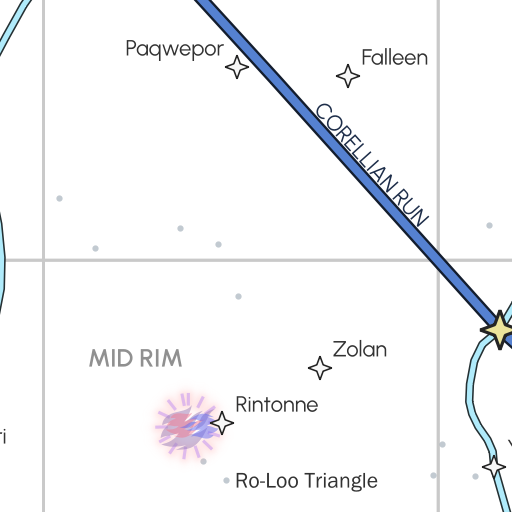 Paqwepor
Falleen
CORELLIAN RUN
Zolan
MID RIM
Rintonne
Ro-Loo Triangle